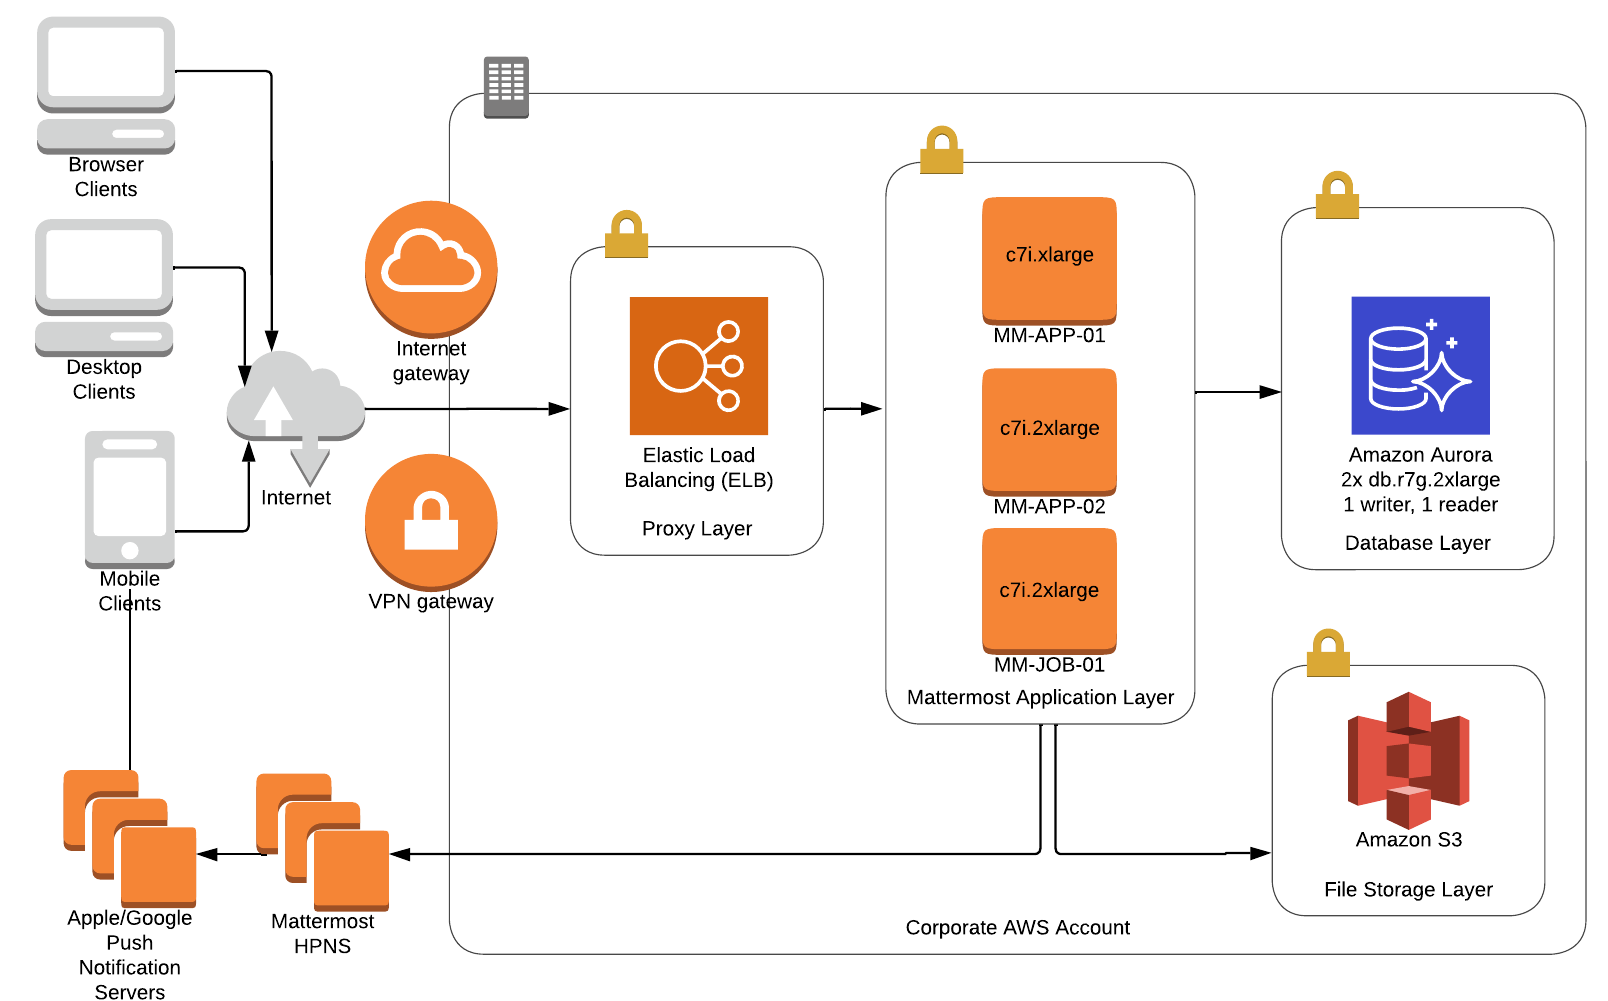 Browser
Clients
Desktop
Clients
Mobile
Clients
Internet
Internet
gateway
VPN gateway
Elastic Load
Balancing (ELB)
Proxy Layer
c7i.xlarge
MM-APP-01
c7i.2xlarge
MM-APP-02
c7i.2xlarge
MM-JOB-01
Mattermost Application Layer
Amazon Aurora
2x db.r7g.2xlarge
1 writer, 1 reader
Database Layer
Amazon S3
File Storage Layer
Apple/Google
Push
Notification
Servers
Mattermost
HPNS
Corporate AWS Account